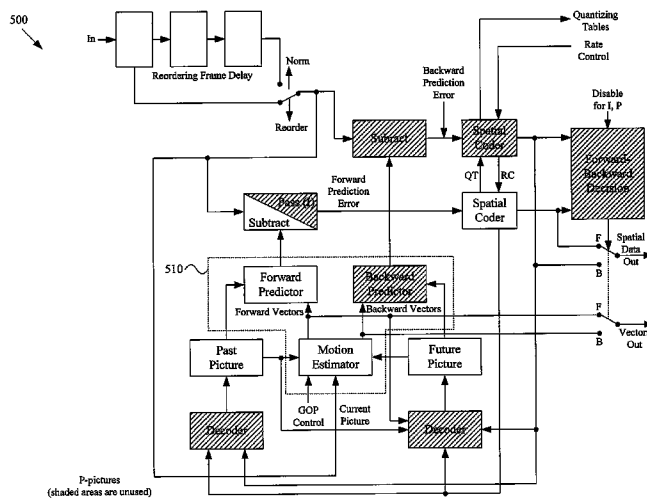 500
In
Reordering Frame Delay
Norm
Reorder
Quantizing
Tables
Rate
Control
Backward
Prediction
Error
Disable
for I, P
Subtract
Spatial
Coder
Forward-
Backward
Decision
QT
RC
Pass (I)
Subtract
Forward
Prediction
Error
Spatial
Coder
F
Spatial
Data
Out
B
510
Forward
Predictor
Backward
Predictor
Forward Vectors
Backward Vectors
F
Vectors
Out
B
Past
Picture
Motion
Estimator
Future
Picture
GOP
Control
Current
Picture
Decoder
Decoder
P-pictures
(shaded areas are unused)